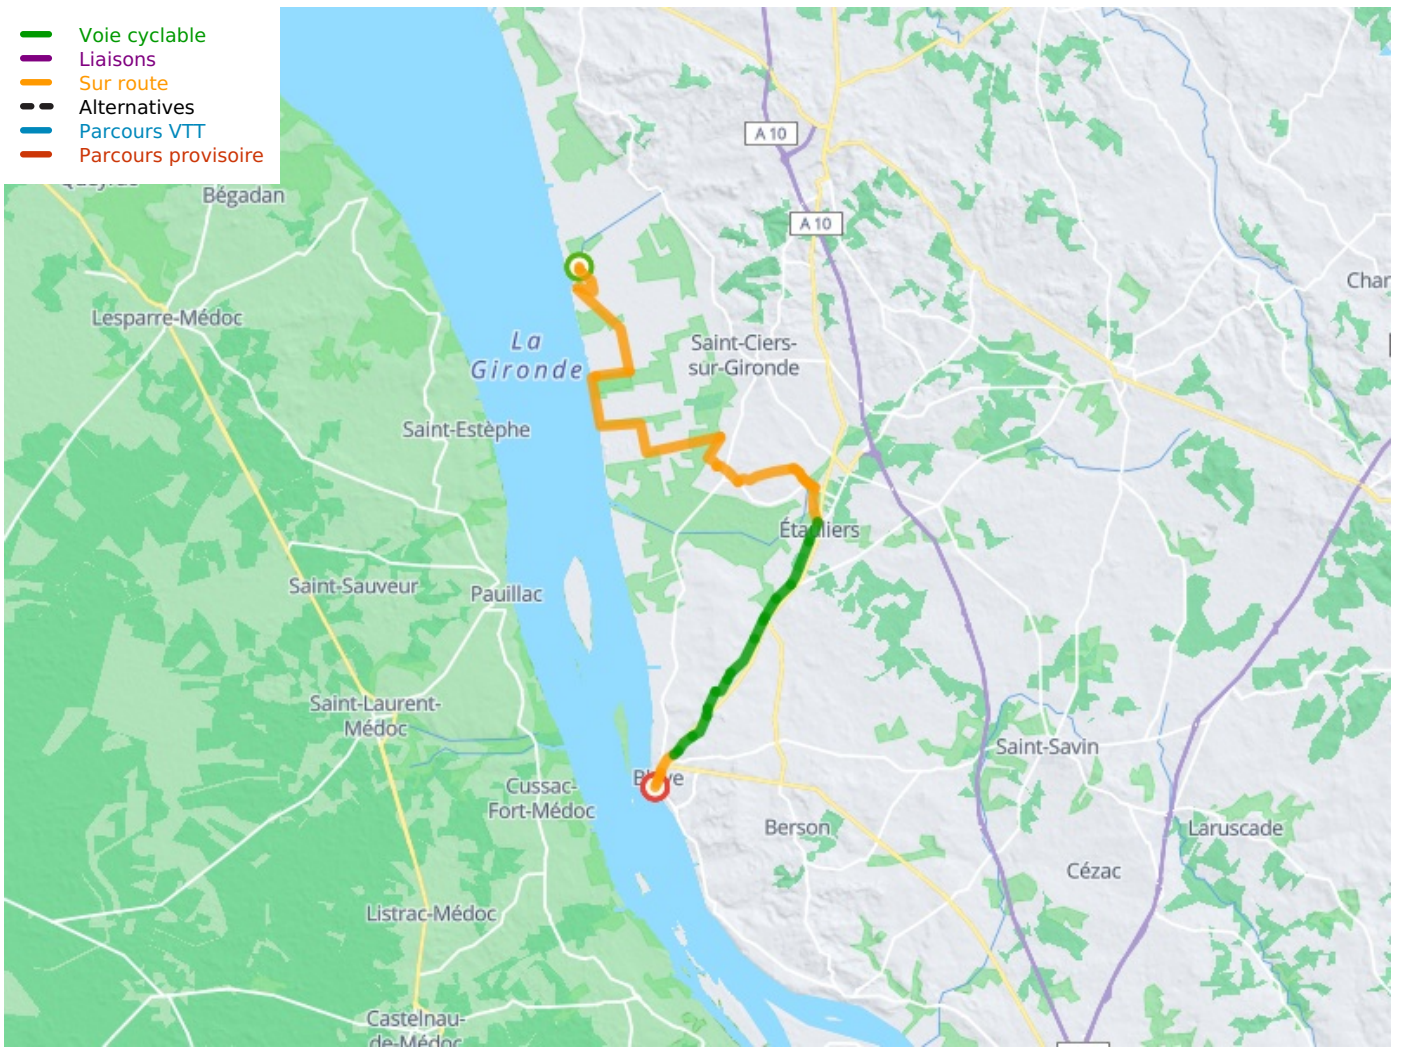 Voie cyclable
Liaisons
Sur route
Alternatives
Parcours VTT
Parcours provisoire
Bégadan
A 10
A 10
Lesparre-Médoc
La
Gironde
Saint-Ciers-
sur-Gironde
Saint-Estèphe
Étauliers
Saint-Sauveur
Pauillac
Saint-Laurent-
Médoc
Saint-Savin
Cussac-
Fort-Médoc
Berson
Laruscade
Cézac
Listrac-Médoc
Castelnau-
de-Médoc